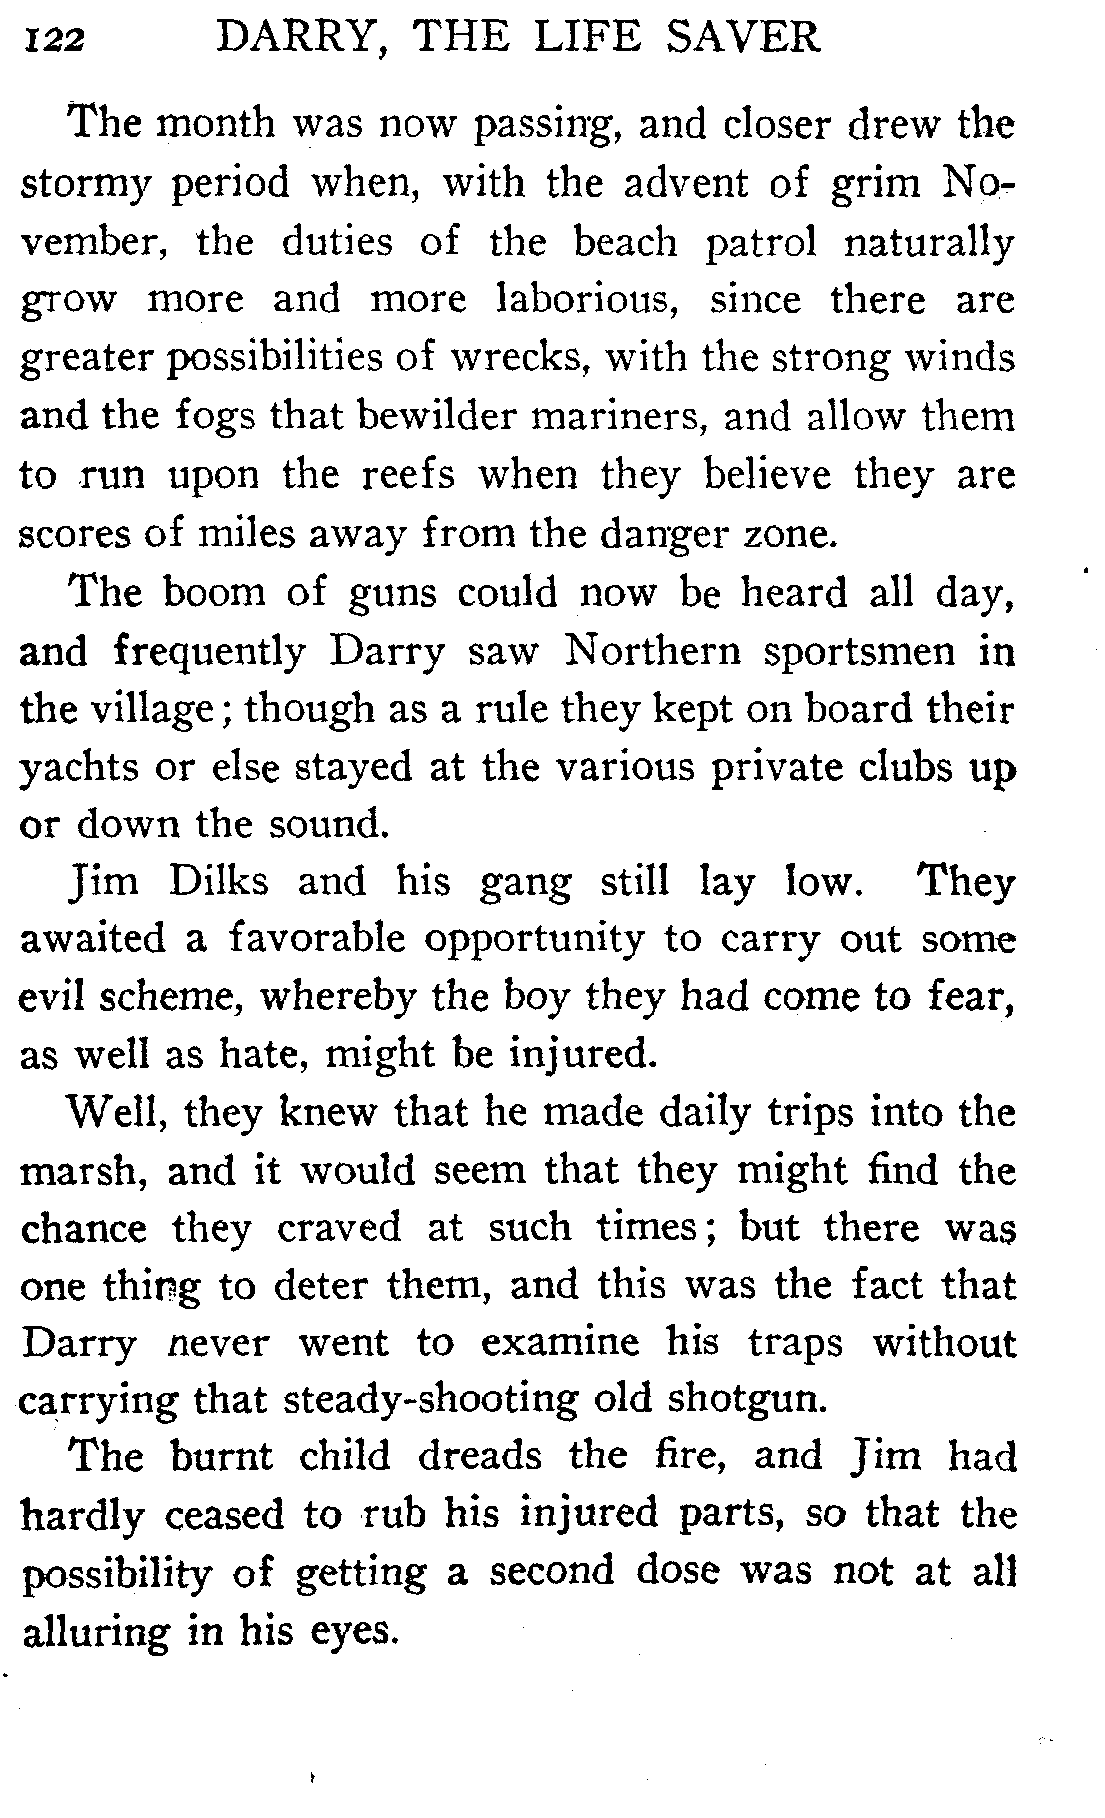 122 DARRY, THE LIFE SAVER
The month was now passing, and closer drew the
stormy period when, with the advent of grim No-
vember, the duties of the beach patrol naturally
grow more and more laborious, since there are
greater possibilities of wrecks, with the strong winds
and the fogs that bewilder mariners, and allow them
to run upon the reefs when they believe they are
scores of miles away from the danger zone.
The boom of guns could now be heard all day,
and frequently Darry saw Northern sportsmen in
the village; though as a rule they kept on board their
yachts or else stayed at the various private clubs up
or down the sound.
Jim Dilks and his gang still lay low. They
awaited a favorable opportunity to carry out some
evil scheme, whereby the boy they had come to fear,
as well as hate, might be injured.
Well, they knew that he made daily trips into the
marsh, and it would seem that they might find the
chance they craved at such times; but there was
one thing to deter them, and this was the fact that
Darry never went to examine his traps without
carrying that steady-shooting old shotgun.
The burnt child dreads the fire, and Jim had
hardly ceased to rub his injured parts, so that the
possibility of getting a second dose was not at all
alluring in his eyes.